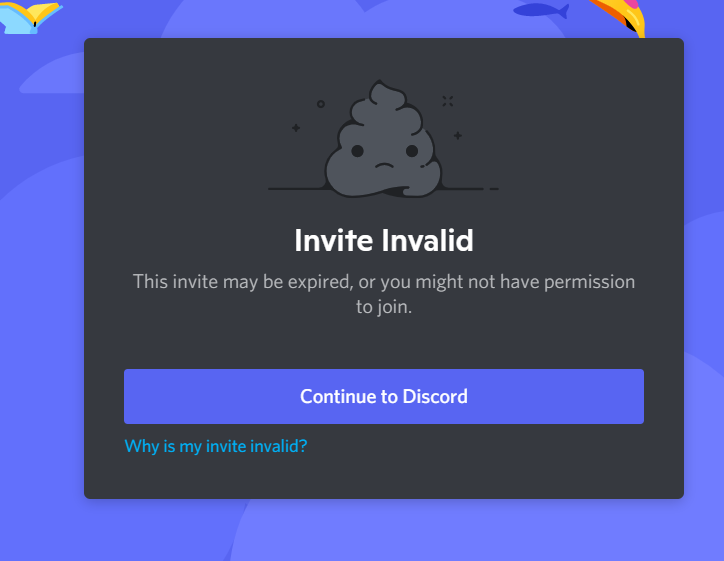 Invite Invalid
This invite may be expired, or you might not have permission
to join.
Continue to Discord
Why is my invite invalid?